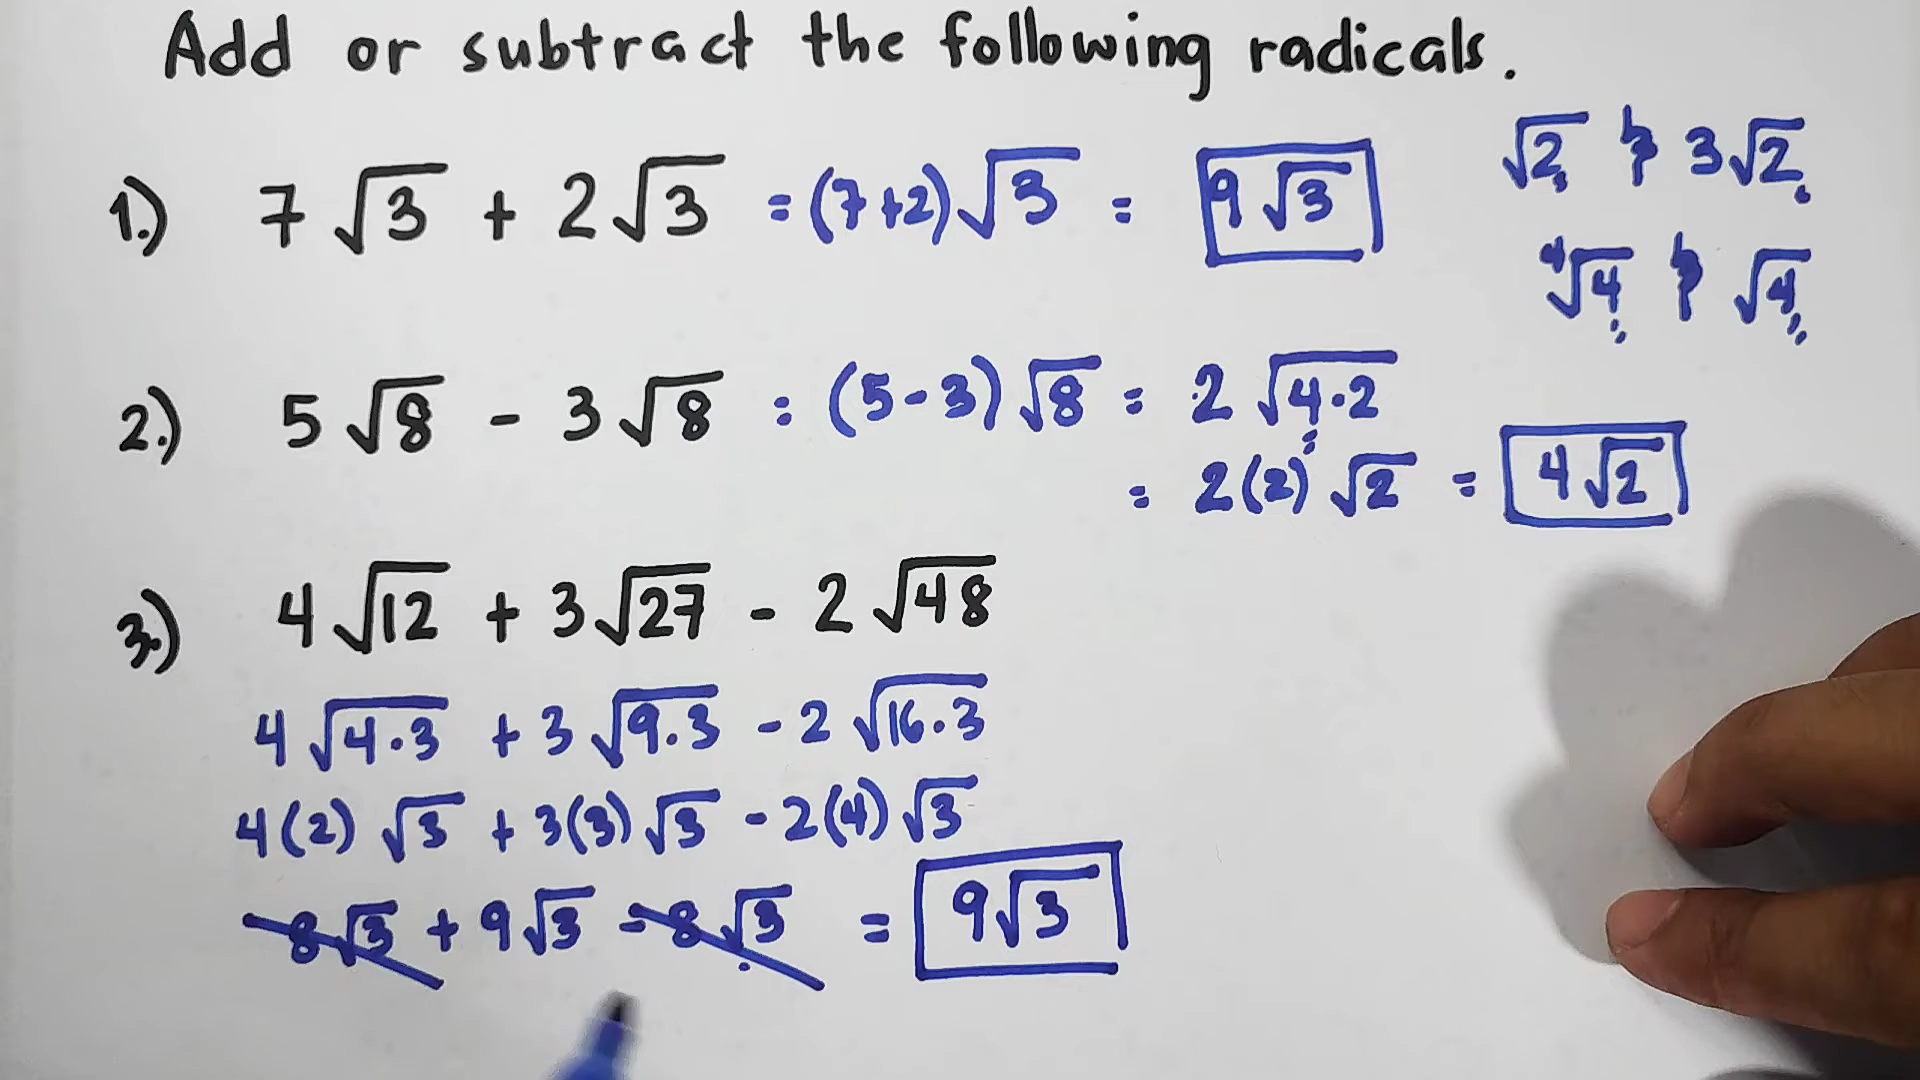 Add or subtract the following radicals.
1.) 7√3 + 2√3 = (7+2)√3 = 9√3
√2 & 3√2
⁴√4 & √4
2.) 5√8 - 3√8 = (5-3)√8 = 2√4·2
= 2(2)√2 = 4√2
3.) 4√12 + 3√27 - 2√48
4√4·3 + 3√9·3 - 2√16·3
4(2)√3 + 3(3)√3 - 2(4)√3
8√3 + 9√3 - 8√3 = 9√3